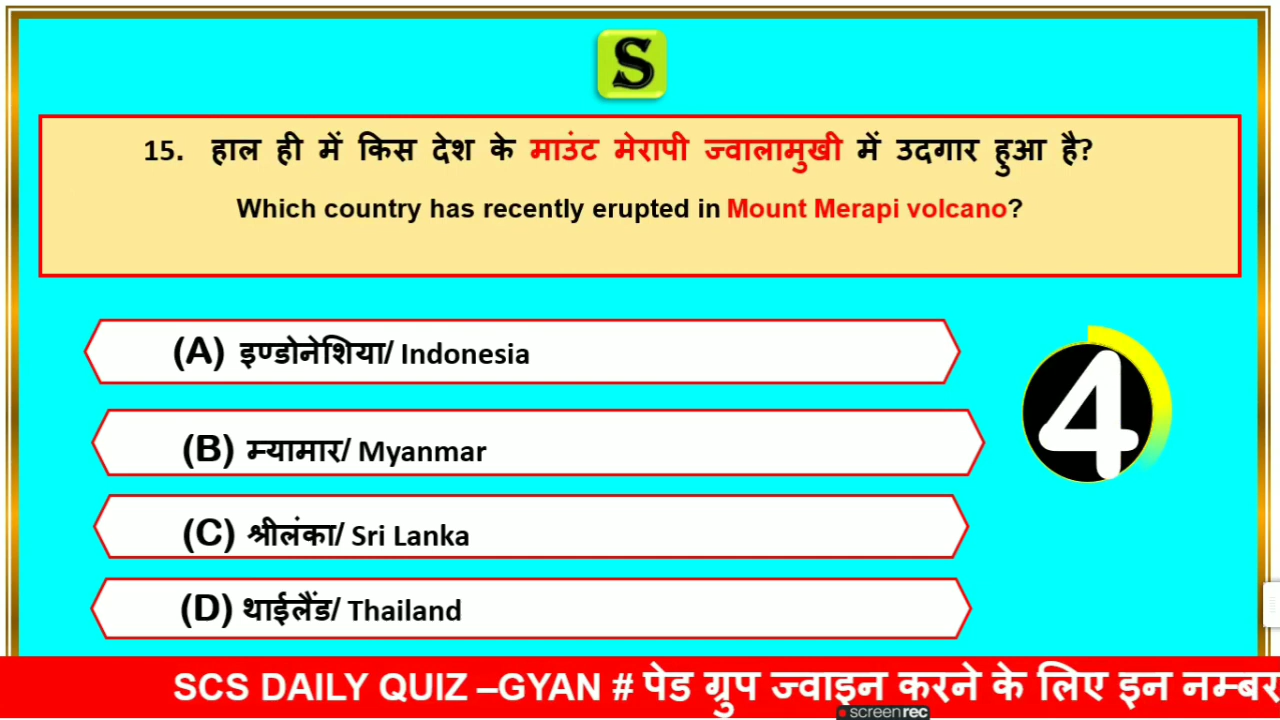 S
15. हाल ही में किस देश के माउंट मेरापी ज्वालामुखी में उदगार हुआ है?
Which country has recently erupted in Mount Merapi volcano?
(A) इण्डोनेशिया/ Indonesia
4
(B) म्यामार/ Myanmar
(C) श्रीलंका/ Sri Lanka
(D) थाईलैंड/ Thailand
SCS DAILY QUIZ –GYAN # पेड ग्रुप ज्वाइन करने के लिए इन नम्बर
screenrec